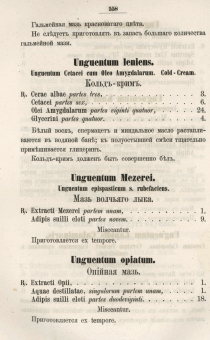 558
Гальмейная мазь красноватаго цвѣта.
Не слѣдуетъ приготовлять въ запасъ большаго количества
гальмейной мази.
Unguentum leniens.
Unguentum Cetacei cum Oleo Amygdalarum. Cold-Cream.
Кольдъ-кримъ.
℞. Cerae albae partes tres, 3.
Cetacei partes sex, 6.
Olei Amygdalarum partes viginti quatuor, 24.
Glycerini partes quatuor, 4.
Бѣлый воскъ, спермацетъ и миндальное масло расплав-
ляются въ водяной банѣ; къ полуостывшей смѣси тщательно
примѣшивается глицеринъ.
Кольдъ-кримъ долженъ быть совершенно бѣлъ.
Unguentum Mezerei.
Unguentum epispasticum s. rubefaciens.
Мазь волчьяго лыка.
℞. Extracti Mezerei partem unam, 1.
Adipis suilli eloti partes novem, 9.
Misceantur.
Приготовляется ex tempore.
Unguentum opiatum.
Опійная мазь.
℞. Extracti Opii, 1.
Aquae destillatae, singulorum partem unam, 1.
Adipis suilli eloti partes duodeviginti, 18.
Misceantur.
Приготовляется ex tempore.